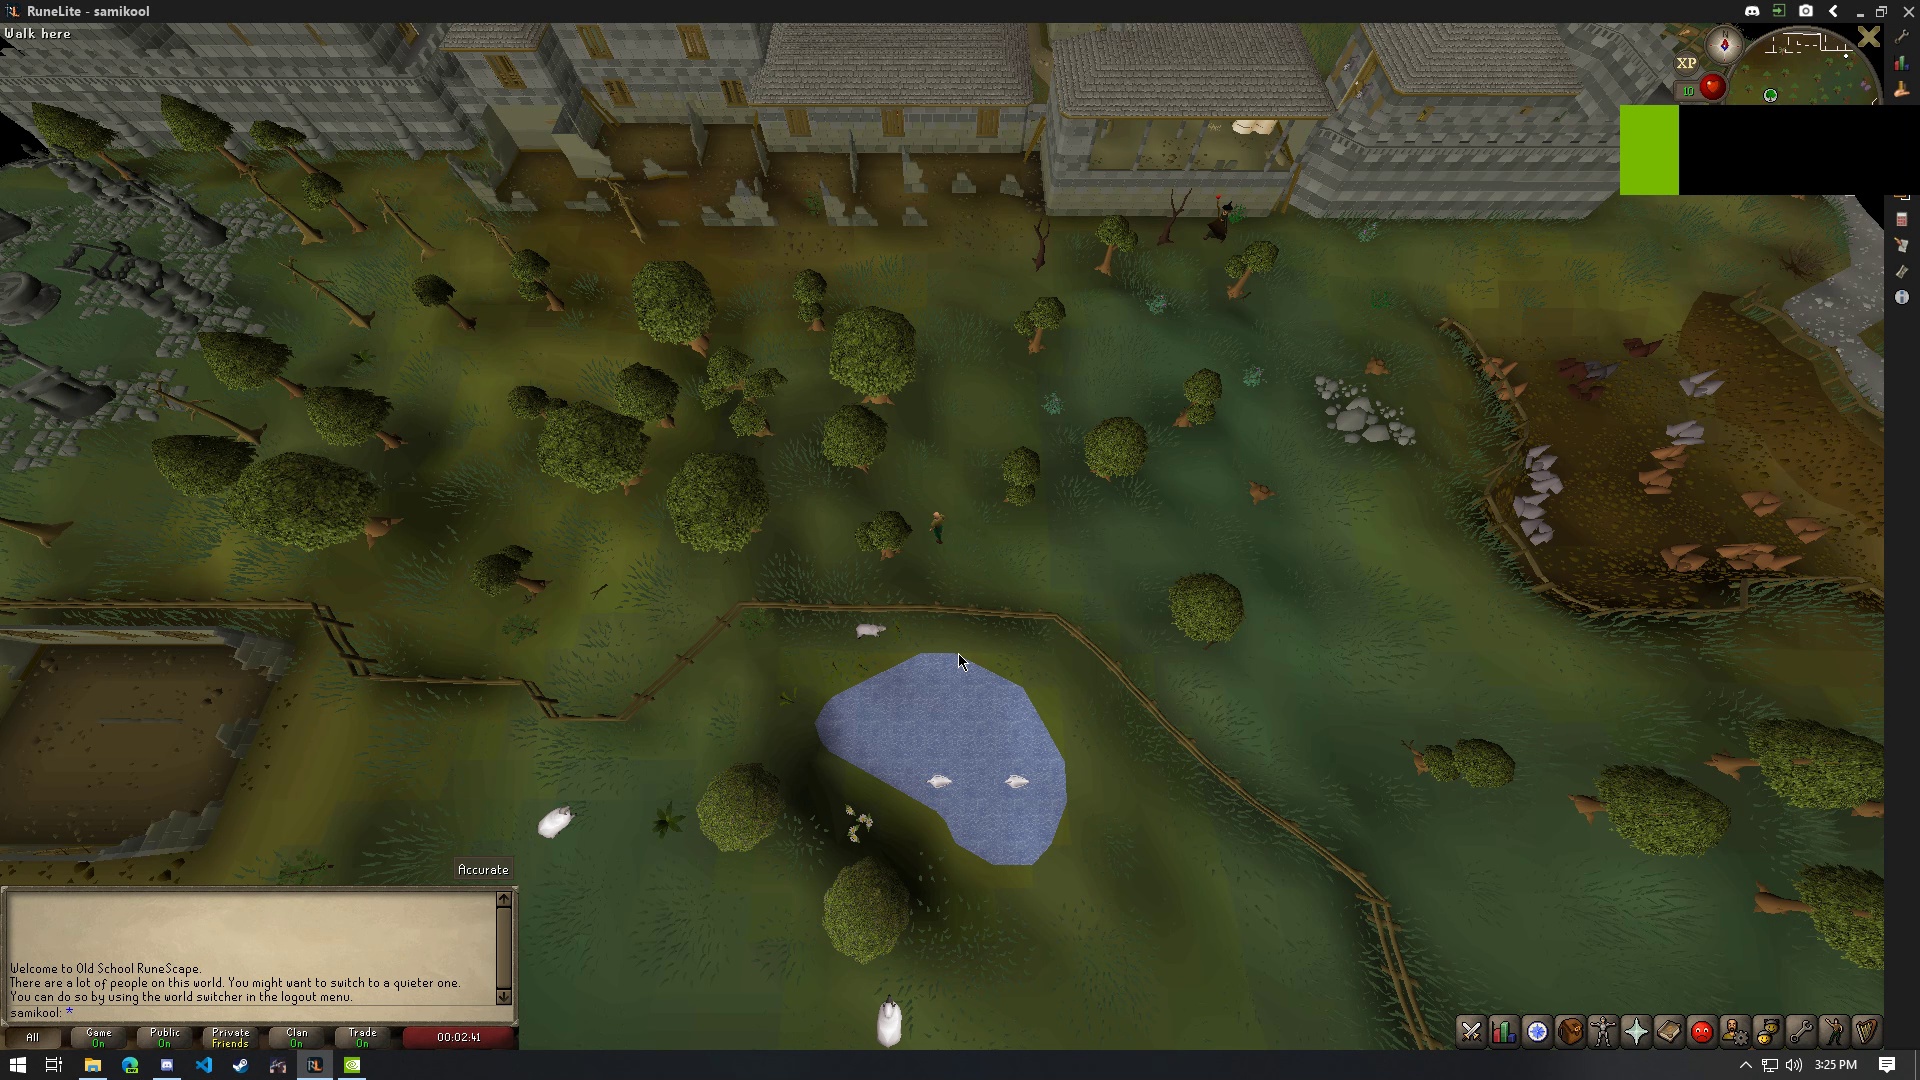 RuneLite - samikool
Walk here
N
XP
10
Accurate
Welcome to Old School RuneScape.
There are a lot of people on this world. You might want to switch to a quieter one.
You can do so by using the world switcher in the logout menu.
samikool: *
All
Game
On
Public
On
Private
Friends
Clan
On
Trade
On
00:02:41
3:25 PM